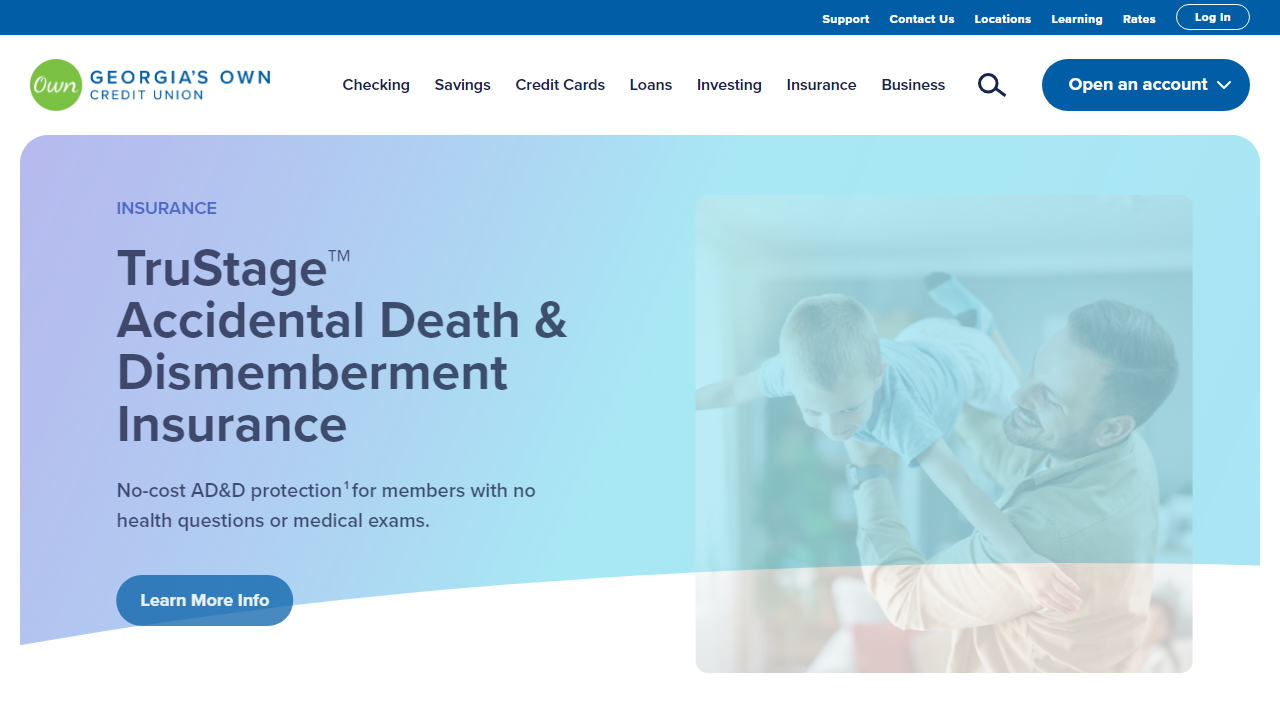 Support Contact Us Locations Learning Rates Log In
Own GEORGIA'S OWN
CREDIT UNION
Checking Savings Credit Cards Loans Investing Insurance Business Open an account
INSURANCE
TruStage™
Accidental Death &
Dismemberment
Insurance
No-cost AD&D protection¹ for members with no
health questions or medical exams.
Learn More Info